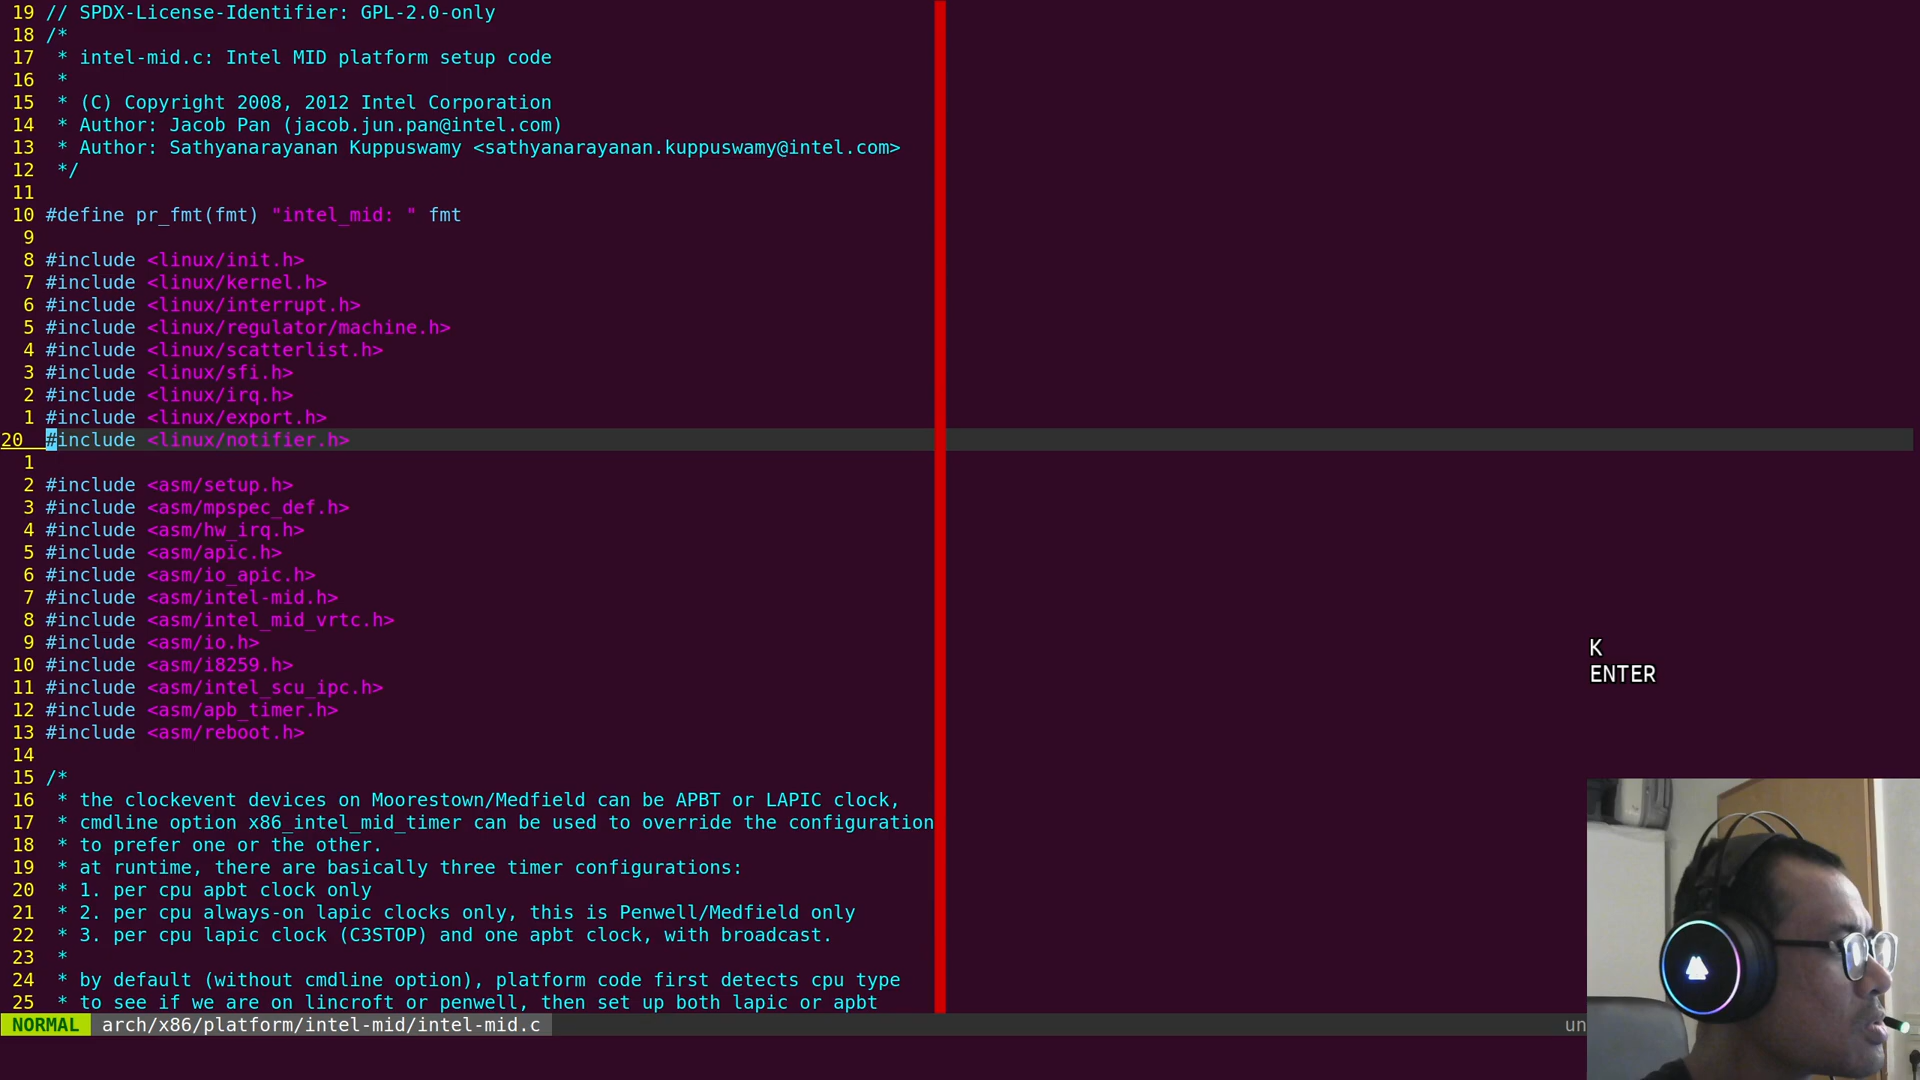 19 // SPDX-License-Identifier: GPL-2.0-only
18 /*
17  * intel-mid.c: Intel MID platform setup code
16  *
15  * (C) Copyright 2008, 2012 Intel Corporation
14  * Author: Jacob Pan (jacob.jun.pan@intel.com)
13  * Author: Sathyanarayanan Kuppuswamy <sathyanarayanan.kuppuswamy@intel.com>
12  */
11
10 #define pr_fmt(fmt) "intel_mid: " fmt
9
8 #include <linux/init.h>
7 #include <linux/kernel.h>
6 #include <linux/interrupt.h>
5 #include <linux/regulator/machine.h>
4 #include <linux/scatterlist.h>
3 #include <linux/sfi.h>
2 #include <linux/irq.h>
1 #include <linux/export.h>
20 #include <linux/notifier.h>
1
2 #include <asm/setup.h>
3 #include <asm/mpspec_def.h>
4 #include <asm/hw_irq.h>
5 #include <asm/apic.h>
6 #include <asm/io_apic.h>
7 #include <asm/intel-mid.h>
8 #include <asm/intel_mid_vrtc.h>
9 #include <asm/io.h>
10 #include <asm/i8259.h>
11 #include <asm/intel_scu_ipc.h>
12 #include <asm/apb_timer.h>
13 #include <asm/reboot.h>
14
15 /*
16  * the clockevent devices on Moorestown/Medfield can be APBT or LAPIC clock,
17  * cmdline option x86_intel_mid_timer can be used to override the configuration
18  * to prefer one or the other.
19  * at runtime, there are basically three timer configurations:
20  * 1. per cpu apbt clock only
21  * 2. per cpu always-on lapic clocks only, this is Penwell/Medfield only
22  * 3. per cpu lapic clock (C3STOP) and one apbt clock, with broadcast.
23  *
24  * by default (without cmdline option), platform code first detects cpu type
25  * to see if we are on lincroft or penwell, then set up both lapic or apbt
NORMAL arch/x86/platform/intel-mid/intel-mid.c un
K
ENTER